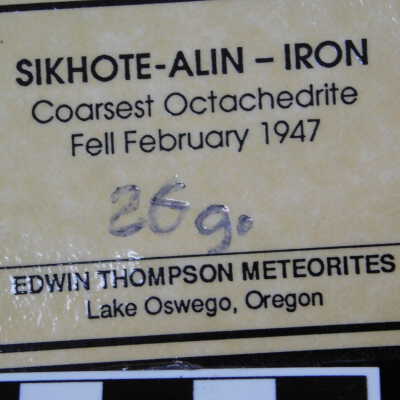 SIKHOTE-ALIN – IRON
Coarsest Octachedrite
Fell February 1947
26g.
EDWIN THOMPSON METEORITES
Lake Oswego, Oregon